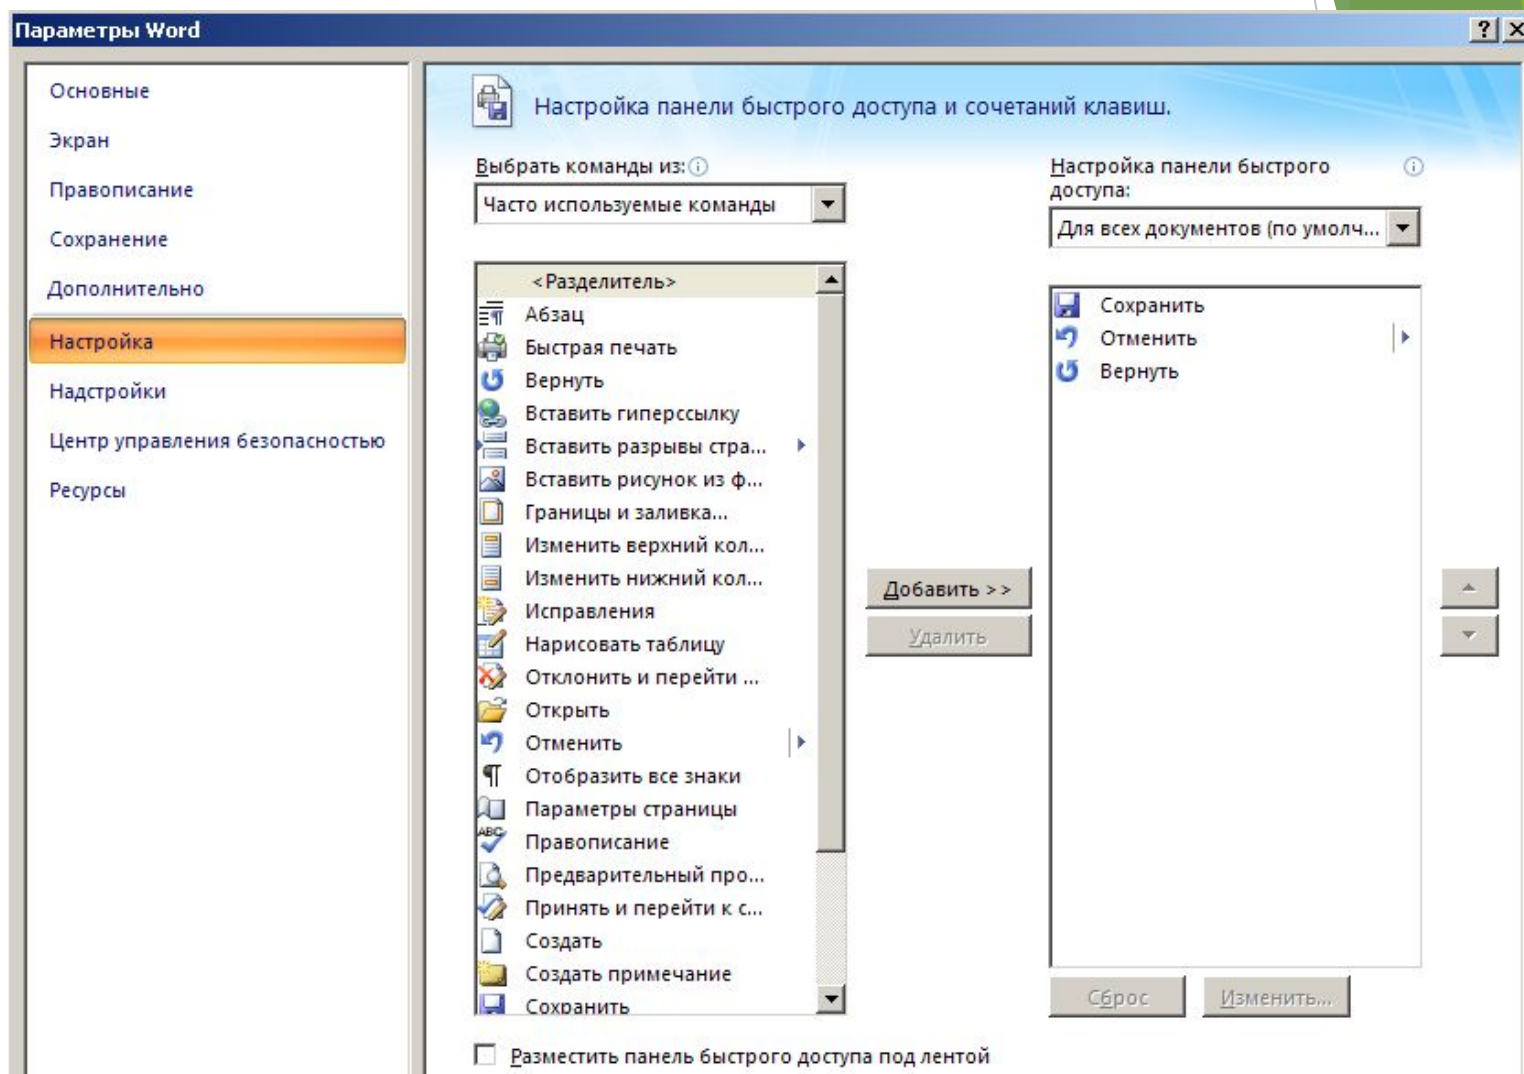 Параметры Word
Основные
Экран
Правописание
Сохранение
Дополнительно
Настройка
Надстройки
Центр управления безопасностью
Ресурсы
Настройка панели быстрого доступа и сочетаний клавиш.
Выбрать команды из:
Часто используемые команды
<Разделитель>
Абзац
Быстрая печать
Вернуть
Вставить гиперссылку
Вставить разрывы стра...
Вставить рисунок из ф...
Границы и заливка...
Изменить верхний кол...
Изменить нижний кол...
Исправления
Нарисовать таблицу
Отклонить и перейти ...
Открыть
Отменить
Отобразить все знаки
Параметры страницы
Правописание
Предварительный про...
Принять и перейти к с...
Создать
Создать примечание
Сохранить
Добавить >>
Удалить
Настройка панели быстрого
доступа:
Для всех документов (по умолч...
Сохранить
Отменить
Вернуть
Сброс
Изменить...
Разместить панель быстрого доступа под лентой